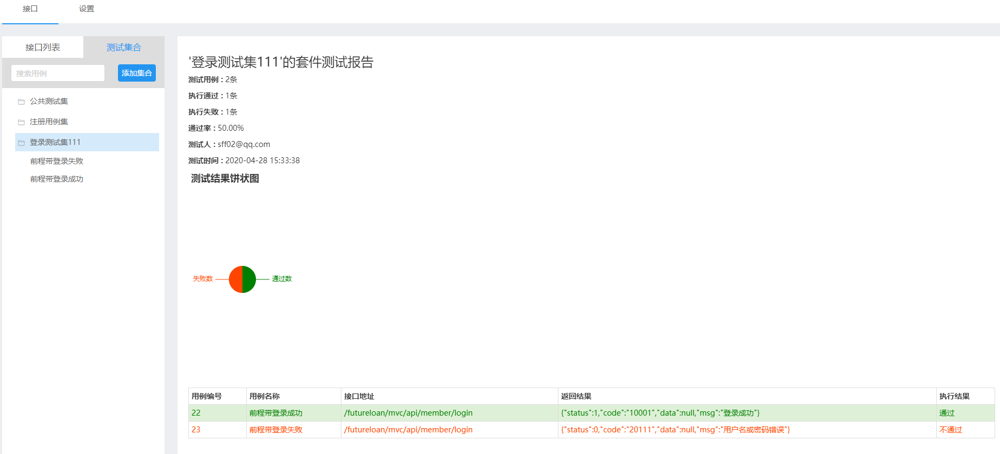 接口 设置
接口列表 测试集合
搜索用例 添加集合
公共测试集
注册用例集
登录测试集111
前程带登录失败
前程带登录成功
'登录测试集111'的套件测试报告
测试用例：2条
执行通过：1条
执行失败：1条
通过率：50.00%
测试人：sff02@qq.com
测试时间：2020-04-28 15:33:38
测试结果饼状图
失败数 通过数
用例编号 用例名称 接口地址 返回结果 执行结果
22 前程带登录成功 /futureloan/mvc/api/member/login {"status":1,"code":"10001","data":null,"msg":"登录成功"} 通过
23 前程带登录失败 /futureloan/mvc/api/member/login {"status":0,"code":"20111","data":null,"msg":"用户名或密码错误"} 不通过